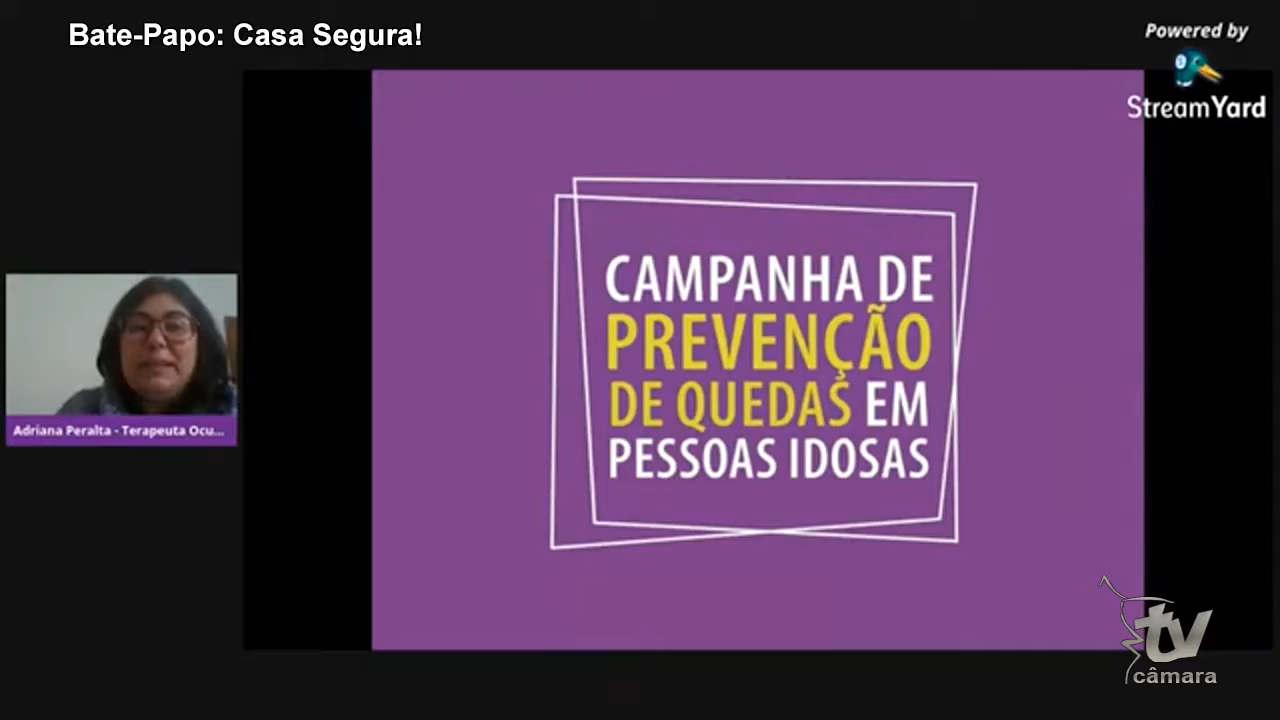 Bate-Papo: Casa Segura!
Powered by
StreamYard
CAMPANHA DE
PREVENÇÃO
DE QUEDAS EM
PESSOAS IDOSAS
Adriana Peralta - Terapeuta Ocu...
tv
câmara